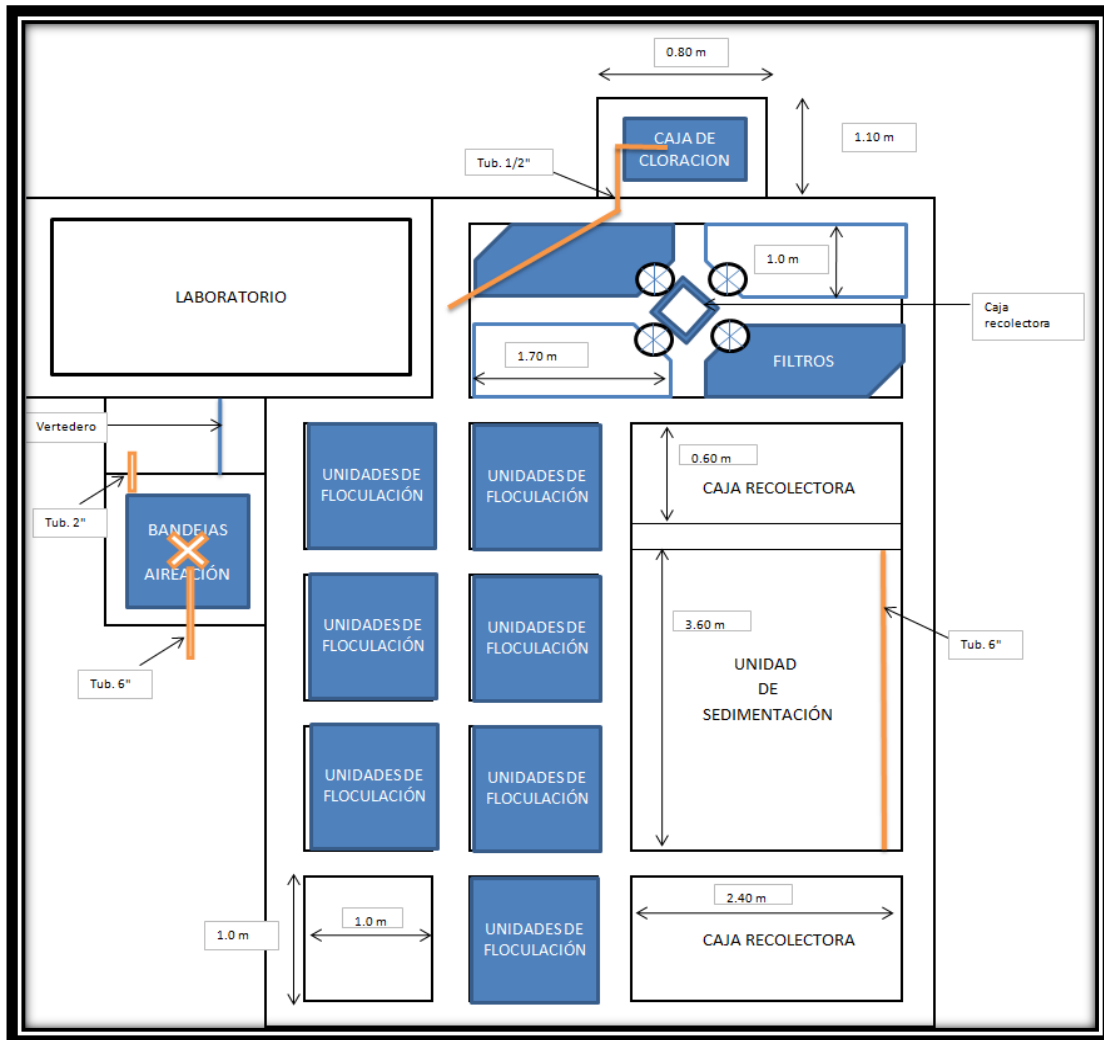 0.80 m
1.10 m
CAJA DE
CLORACION
Tub. 1/2"
LABORATORIO
1.0 m
Caja
recolectora
1.70 m
FILTROS
Vertedero
0.60 m
CAJA RECOLECTORA
UNIDADES DE
FLOCULACIÓN
UNIDADES DE
FLOCULACIÓN
Tub. 2"
BANDEJAS
AIREACIÓN
UNIDADES DE
FLOCULACIÓN
UNIDADES DE
FLOCULACIÓN
3.60 m
Tub. 6"
UNIDAD
DE
SEDIMENTACIÓN
Tub. 6"
UNIDADES DE
FLOCULACIÓN
UNIDADES DE
FLOCULACIÓN
1.0 m
1.0 m
UNIDADES DE
FLOCULACIÓN
2.40 m
CAJA RECOLECTORA